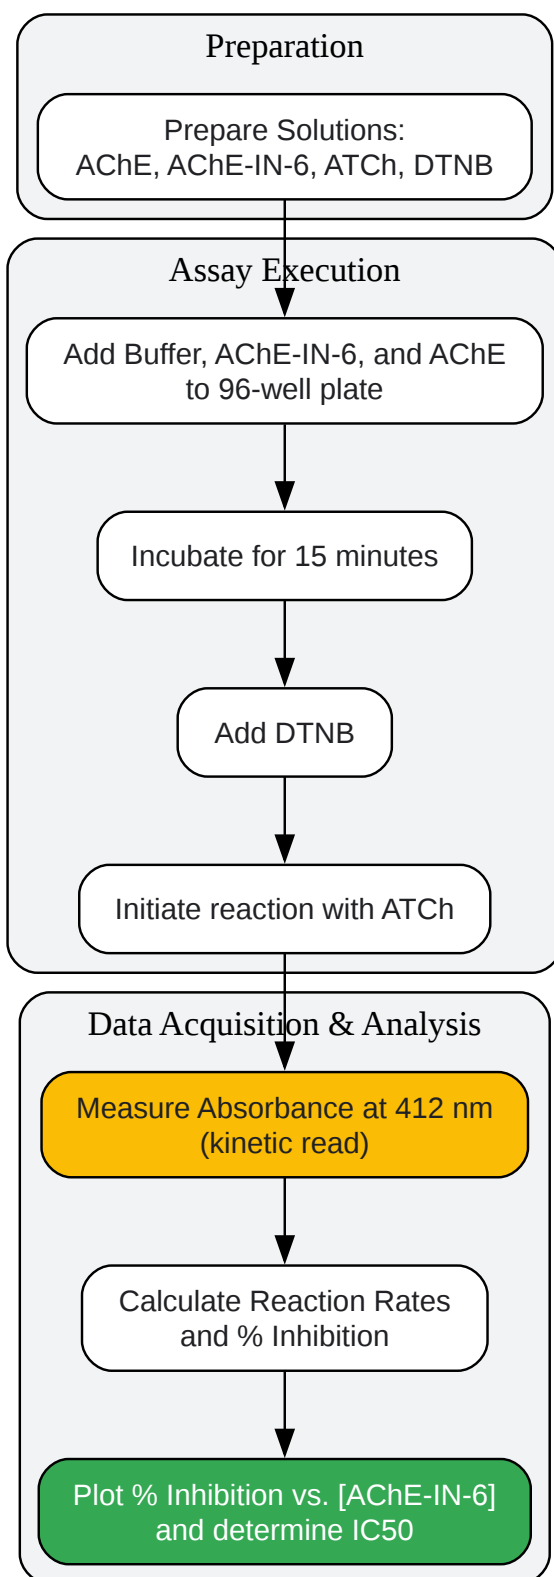 Preparation
Prepare Solutions:
AChE, AChE-IN-6, ATCh, DTNB
Assay Execution
Add Buffer, AChE-IN-6, and AChE
to 96-well plate
Incubate for 15 minutes
Add DTNB
Initiate reaction with ATCh
Data Acquisition & Analysis
Measure Absorbance at 412 nm
(kinetic read)
Calculate Reaction Rates
and % Inhibition
Plot % Inhibition vs. [AChE-IN-6]
and determine IC50